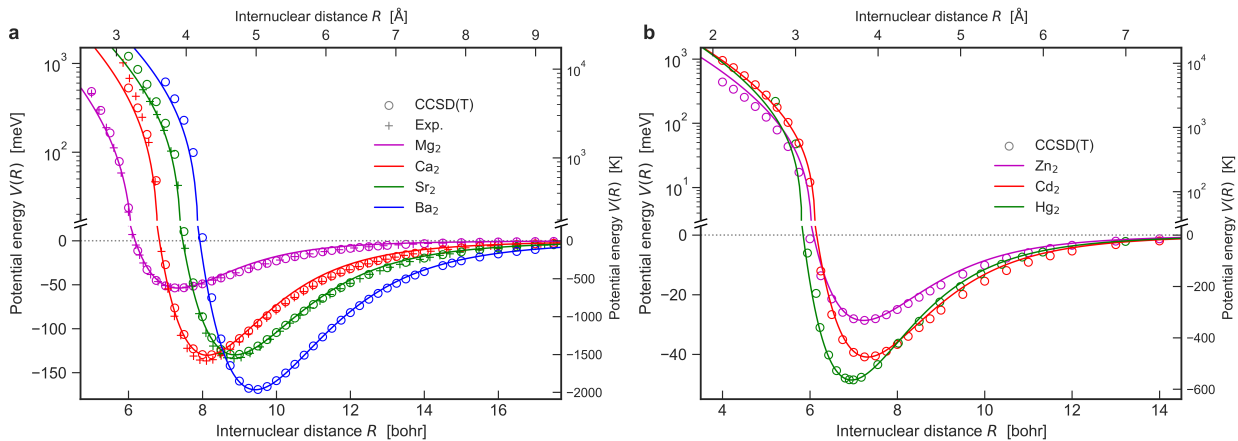 a
Internuclear distance R [Å]
3 4 5 6 7 8 9
Potential energy V(R) [meV]
10³
10²
0
−50
−100
−150
10⁴
10³
0
−500
−1000
−1500
−2000
Potential energy V(R) [K]
CCSD(T)
Exp.
Mg₂
Ca₂
Sr₂
Ba₂
6 8 10 12 14 16
Internuclear distance R [bohr]
b
Internuclear distance R [Å]
2 3 4 5 6 7
Potential energy V(R) [meV]
10³
10²
10¹
0
−20
−40
10⁴
10³
10²
0
−200
−400
−600
Potential energy V(R) [K]
CCSD(T)
Zn₂
Cd₂
Hg₂
4 6 8 10 12 14
Internuclear distance R [bohr]